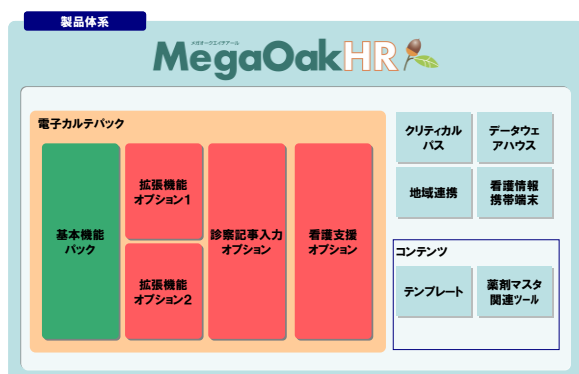 製品体系
メガオークエイチアール
MegaOakHR
電子カルテパック
基本機能
パック
拡張機能
オプション1
拡張機能
オプション2
診察記事入力
オプション
看護支援
オプション
クリティカル
パス
データウェ
アハウス
地域連携
看護情報
携帯端末
コンテンツ
テンプレート
薬剤マスタ
関連ツール